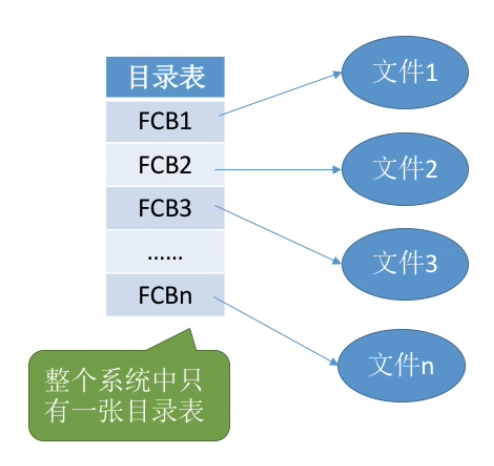 目录表
FCB1
FCB2
FCB3
……
FCBn
文件1
文件2
文件3
文件n
整个系统中只
有一张目录表